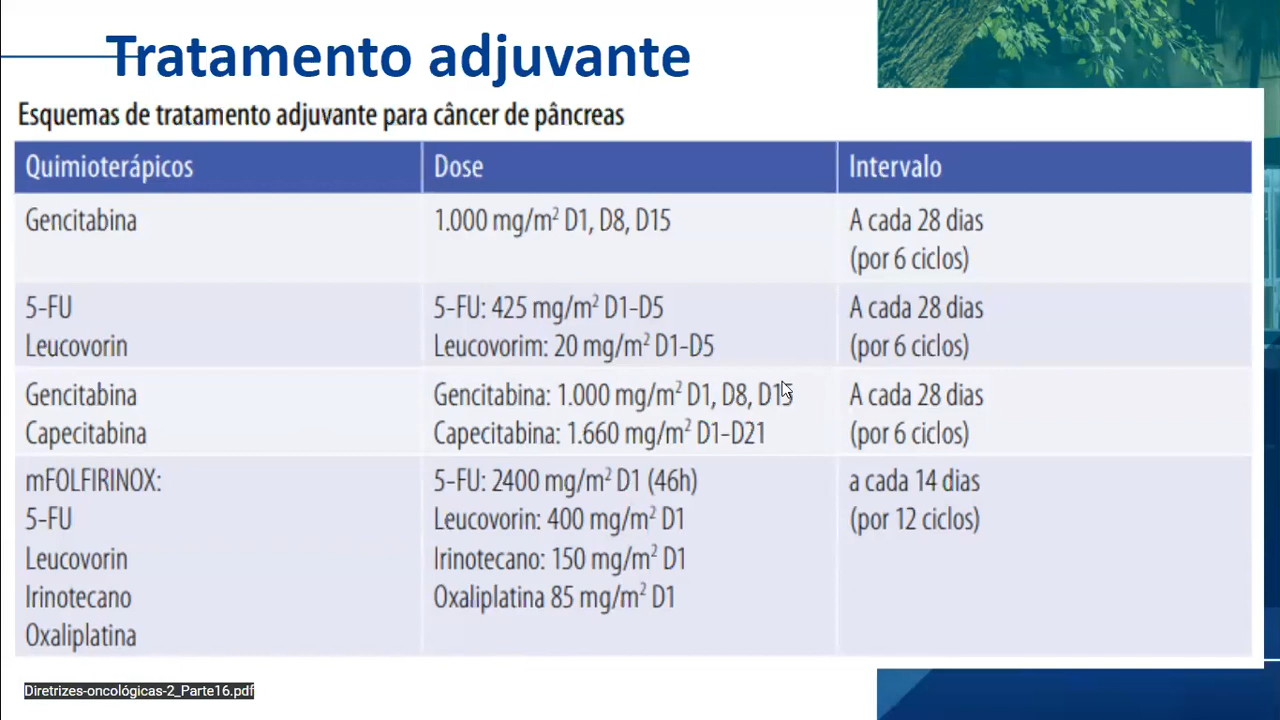 Tratamento adjuvante
Esquemas de tratamento adjuvante para câncer de pâncreas
Quimioterápicos Dose Intervalo
Gencitabina 1.000 mg/m² D1, D8, D15 A cada 28 dias
(por 6 ciclos)
5-FU 5-FU: 425 mg/m² D1-D5 A cada 28 dias
Leucovorin Leucovorim: 20 mg/m² D1-D5 (por 6 ciclos)
Gencitabina Gencitabina: 1.000 mg/m² D1, D8, D15 A cada 28 dias
Capecitabina Capecitabina: 1.660 mg/m² D1-D21 (por 6 ciclos)
mFOLFIRINOX: 5-FU: 2400 mg/m² D1 (46h) a cada 14 dias
5-FU Leucovorin: 400 mg/m² D1 (por 12 ciclos)
Leucovorin Irinotecano: 150 mg/m² D1
Irinotecano Oxaliplatina 85 mg/m² D1
Oxaliplatina
Diretrizes-oncológicas-2_Parte16.pdf